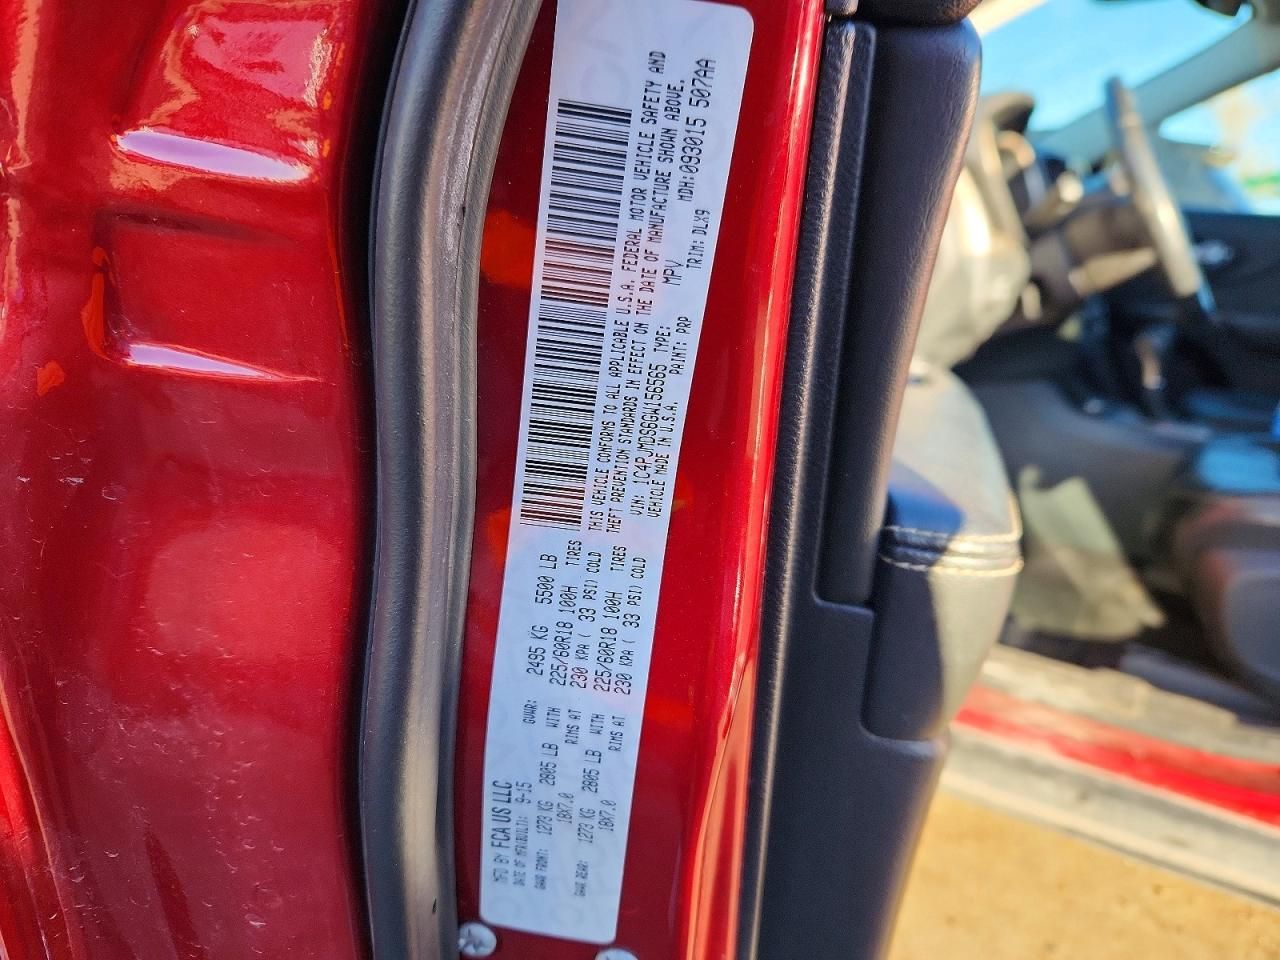 MFD BY FCA US LLC
DATE OF MFR(BUILT): 9-15 GVWR: 2495 KG 5500 LB
GAWR FRONT: 1273 KG 2805 LB WITH 225/60R18 100H TIRES
18X7.0 RIMS AT 230 KPA ( 33 PSI) COLD
GAWR REAR: 1273 KG 2805 LB WITH 225/60R18 100H TIRES
18X7.0 RIMS AT 230 KPA ( 33 PSI) COLD
THIS VEHICLE CONFORMS TO ALL APPLICABLE U.S.A. FEDERAL MOTOR VEHICLE SAFETY AND
THEFT PREVENTION STANDARDS IN EFFECT ON THE DATE OF MANUFACTURE SHOWN ABOVE.
VIN: 1C4PJMDS6GW156565 TYPE: MPV MDH:093015 507AA
VEHICLE MADE IN U.S.A. PAINT: PRP TRIM: DLX9